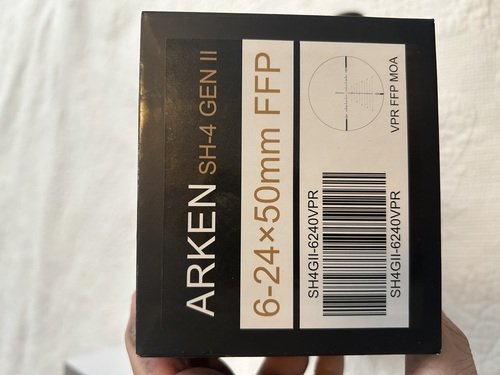 ARKEN SH-4 GEN II
6-24×50mm FFP
SH4GII-6240VPR
SH4GII-6240VPR
VPR FFP MOA